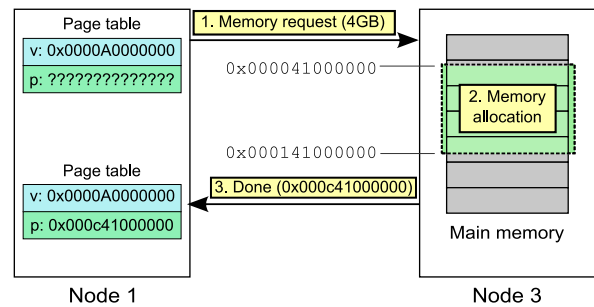 Page table
v: 0x0000A0000000
p: ??????????????
1. Memory request (4GB)
0x000041000000
2. Memory
allocation
0x000141000000
Page table
v: 0x0000A0000000
p: 0x000c41000000
3. Done (0x000c41000000)
Main memory
Node 1
Node 3